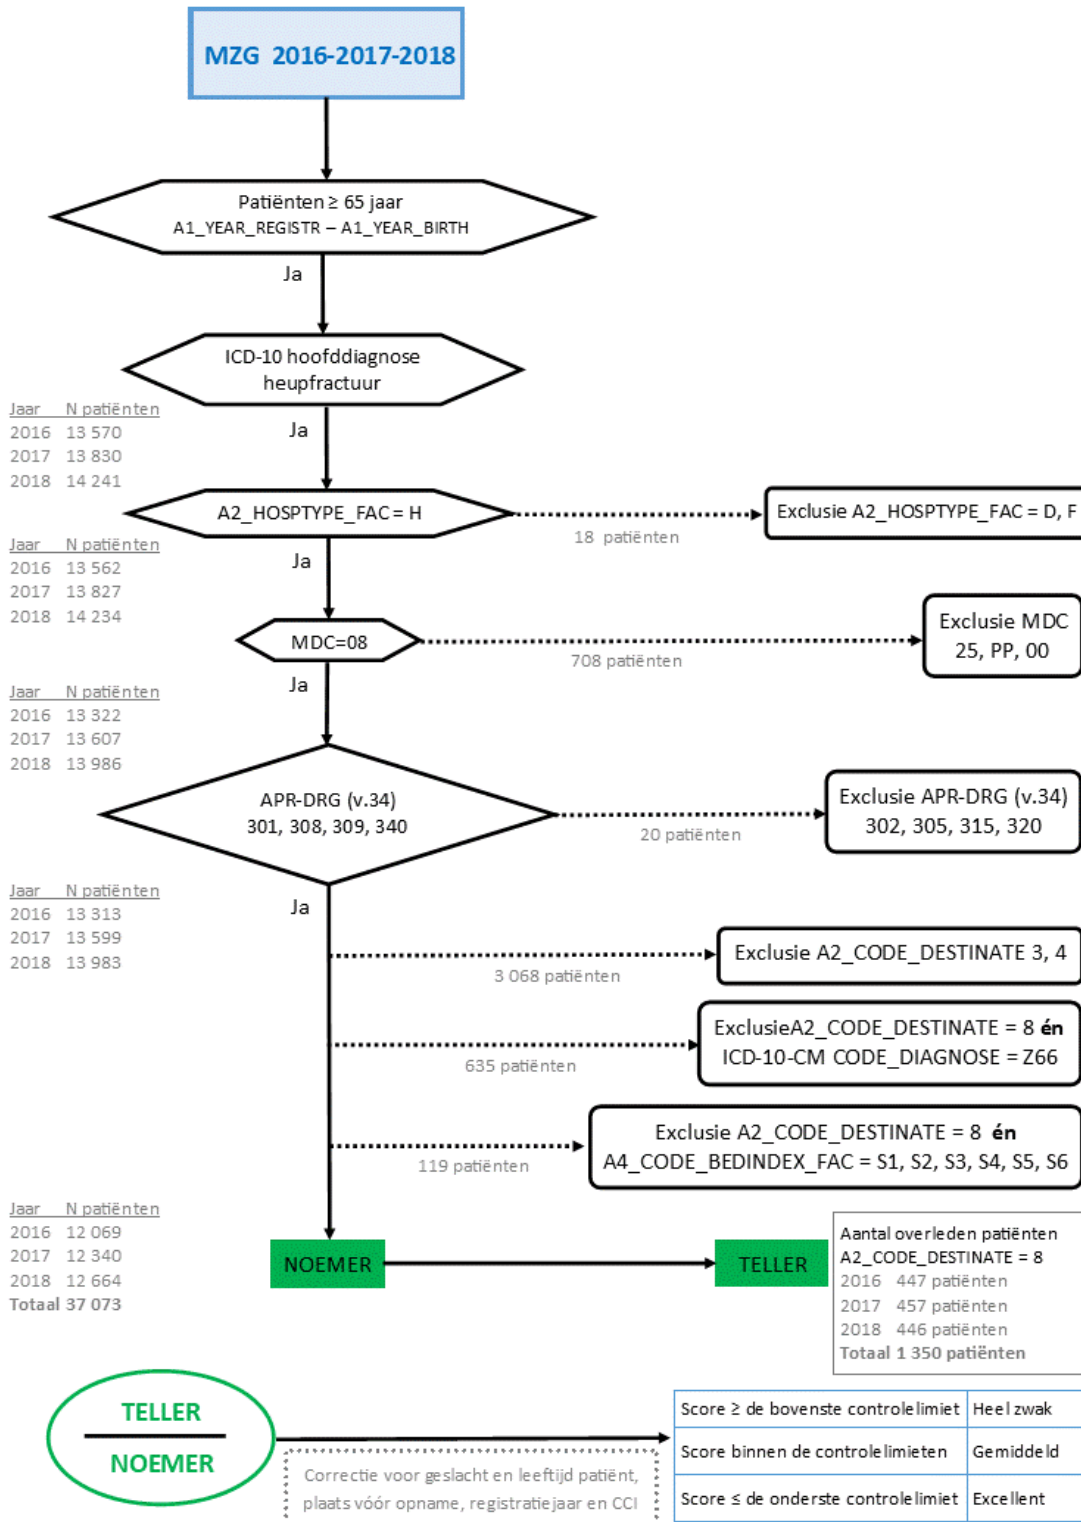 MZG 2016-2017-2018
Patiënten ≥ 65 jaar
A1_YEAR_REGISTR – A1_YEAR_BIRTH
Ja
ICD-10 hoofddiagnose
heupfractuur
Jaar N patiënten
2016 13 570
2017 13 830
2018 14 241
Ja
A2_HOSPTYPE_FAC = H
18 patiënten
Exclusie A2_HOSPTYPE_FAC = D, F
Jaar N patiënten
2016 13 562
2017 13 827
2018 14 234
Ja
MDC=08
708 patiënten
Exclusie MDC
25, PP, 00
Jaar N patiënten
2016 13 322
2017 13 607
2018 13 986
Ja
APR-DRG (v.34)
301, 308, 309, 340
20 patiënten
Exclusie APR-DRG (v.34)
302, 305, 315, 320
Jaar N patiënten
2016 13 313
2017 13 599
2018 13 983
Ja
3 068 patiënten
Exclusie A2_CODE_DESTINATE 3, 4
635 patiënten
ExclusieA2_CODE_DESTINATE = 8 én
ICD-10-CM CODE_DIAGNOSE = Z66
119 patiënten
Exclusie A2_CODE_DESTINATE = 8 én
A4_CODE_BEDINDEX_FAC = S1, S2, S3, S4, S5, S6
Jaar N patiënten
2016 12 069
2017 12 340
2018 12 664
Totaal 37 073
NOEMER
TELLER
Aantal overleden patiënten
A2_CODE_DESTINATE = 8
2016 447 patiënten
2017 457 patiënten
2018 446 patiënten
Totaal 1 350 patiënten
TELLER
NOEMER
Correctie voor geslacht en leeftijd patiënt,
plaats vóór opname, registratiejaar en CCI
Score ≥ de bovenste controlelimiet Heel zwak
Score binnen de controlelimieten Gemiddeld
Score ≤ de onderste controlelimiet Excellent